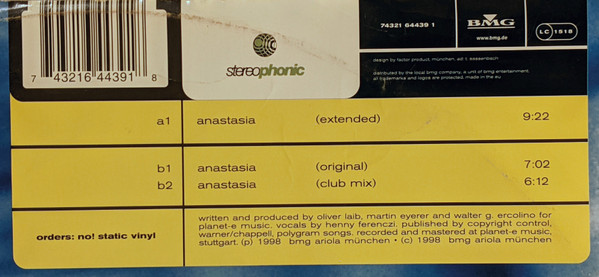 7 43216 44391 8
stereophonic
74321 64439 1
BMG
www.bmg.de
LC 1518
design by factor product, münchen, ad: t. dessenbach
distributed by the local bmg company. a unit of bmg entertainment.
all trademarks and logos are protected. made in the eu
a1 anastasia (extended) 9:22
b1 anastasia (original) 7:02
b2 anastasia (club mix) 6:12
orders: no! static vinyl
written and produced by oliver laib, martin eyerer and walter g. ercolino for
planet-e music. vocals by henny ferenczi. published by copyright control,
warner/chappell, polygram songs. recorded and mastered at planet-e music,
stuttgart. (p) 1998 bmg ariola münchen • (c) 1998 bmg ariola münchen